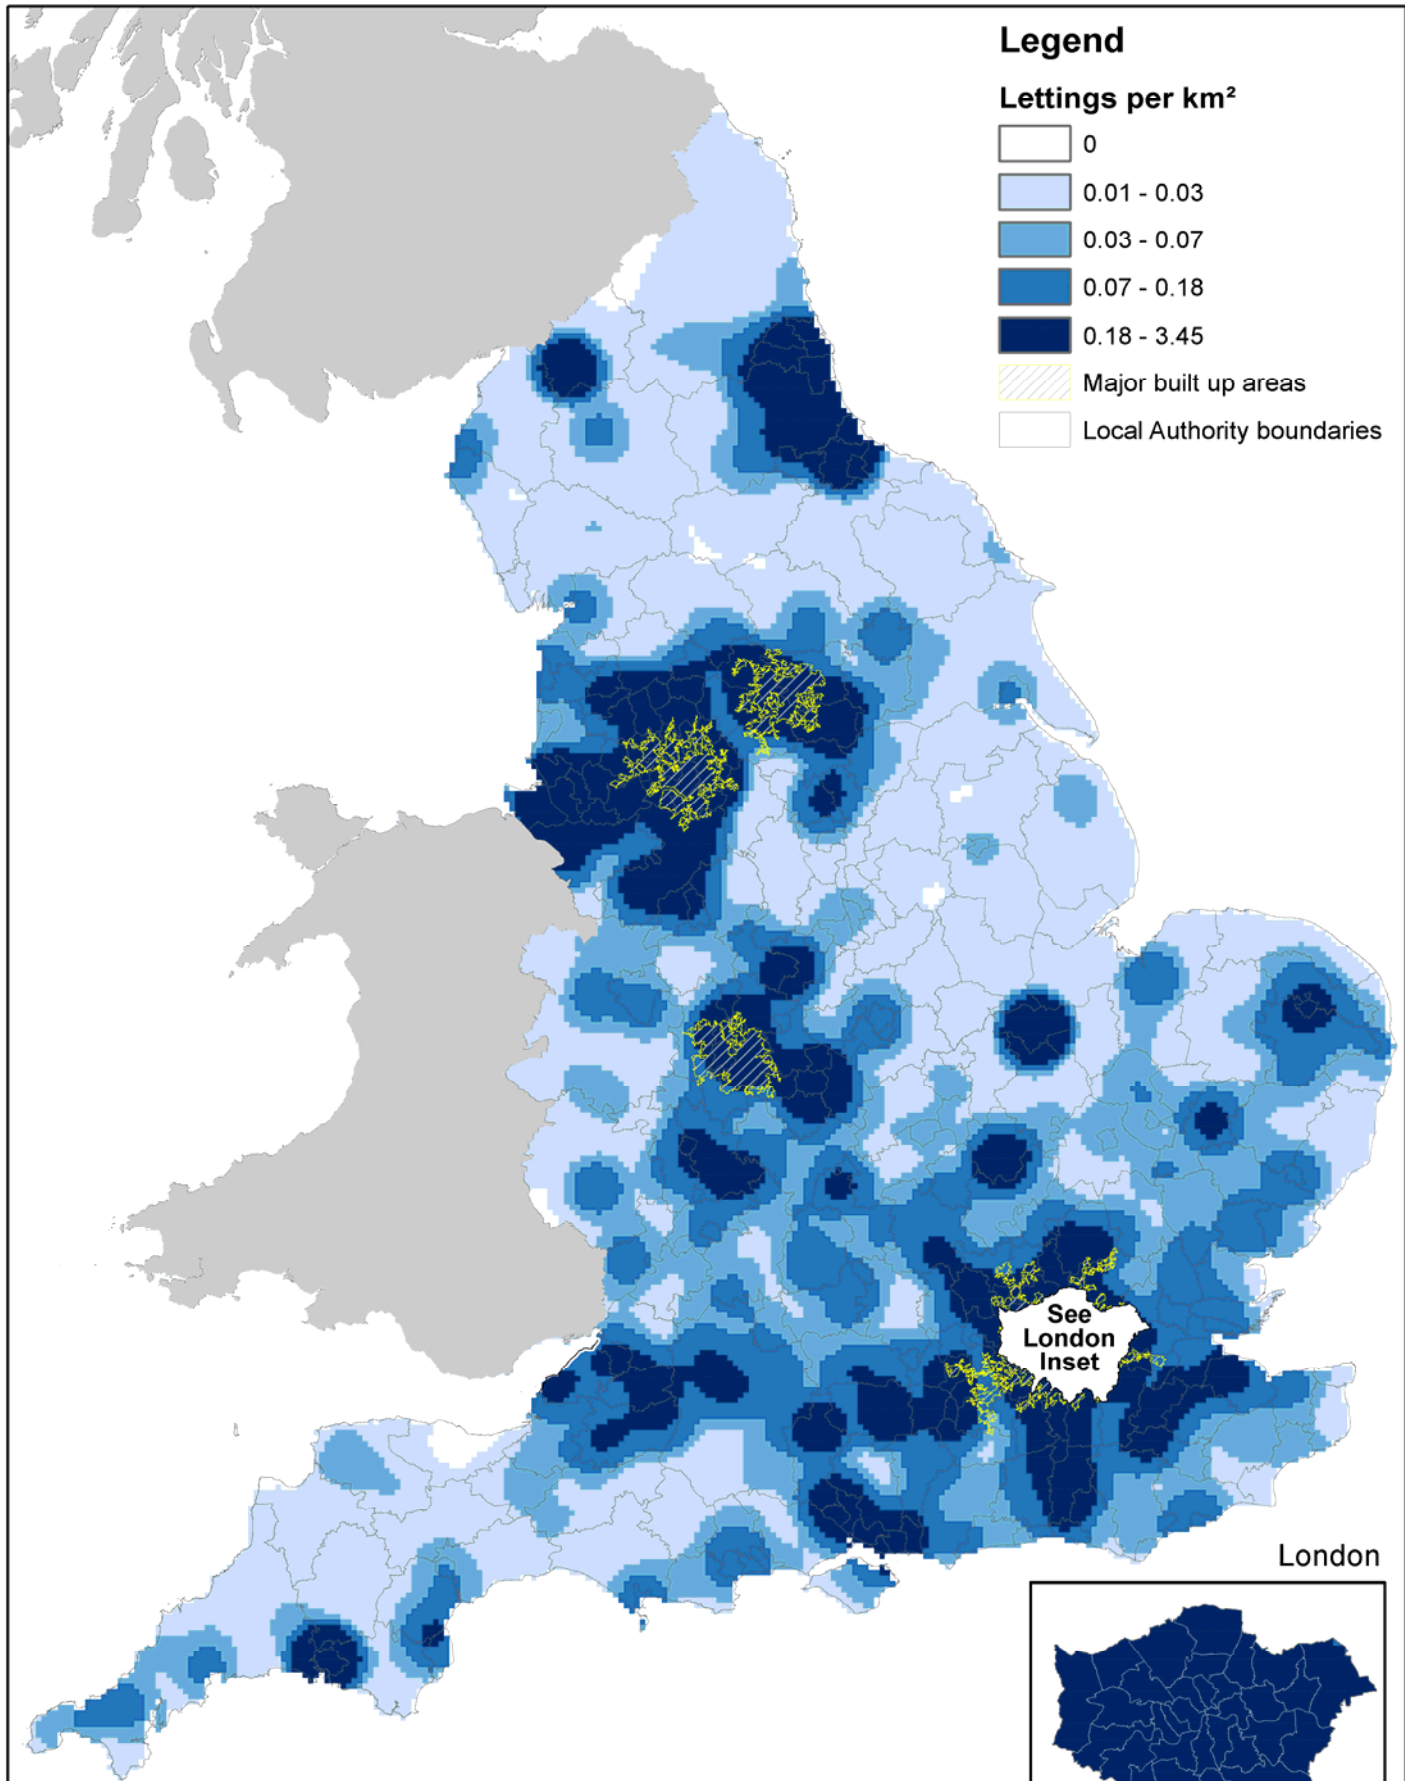 Legend
Lettings per km²
0
0.01 - 0.03
0.03 - 0.07
0.07 - 0.18
0.18 - 3.45
Major built up areas
Local Authority boundaries
See
London
Inset
London